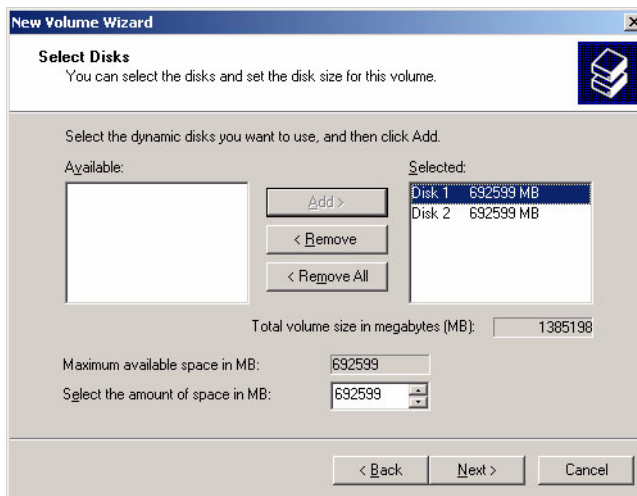 New Volume Wizard
Select Disks
You can select the disks and set the disk size for this volume.
Select the dynamic disks you want to use, and then click Add.
Available:
Selected:
Add >
Disk 1 692599 MB
Disk 2 692599 MB
< Remove
< Remove All
Total volume size in megabytes (MB): 1385198
Maximum available space in MB: 692599
Select the amount of space in MB: 692599
< Back Next > Cancel